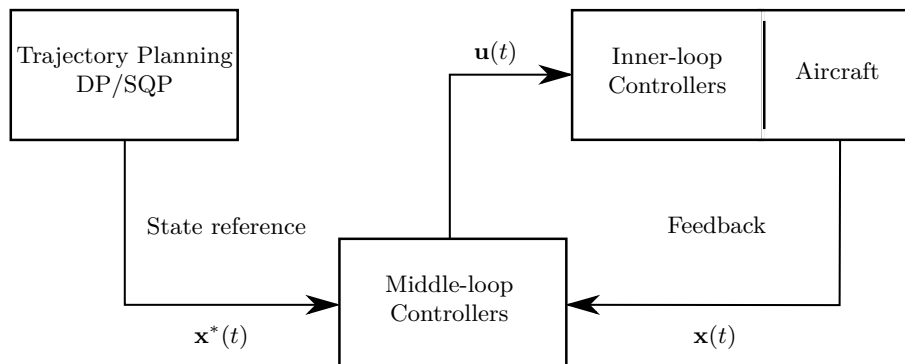 Trajectory Planning
DP/SQP
u(t)
Inner-loop
Controllers
Aircraft
State reference
Feedback
Middle-loop
Controllers
x*(t)
x(t)